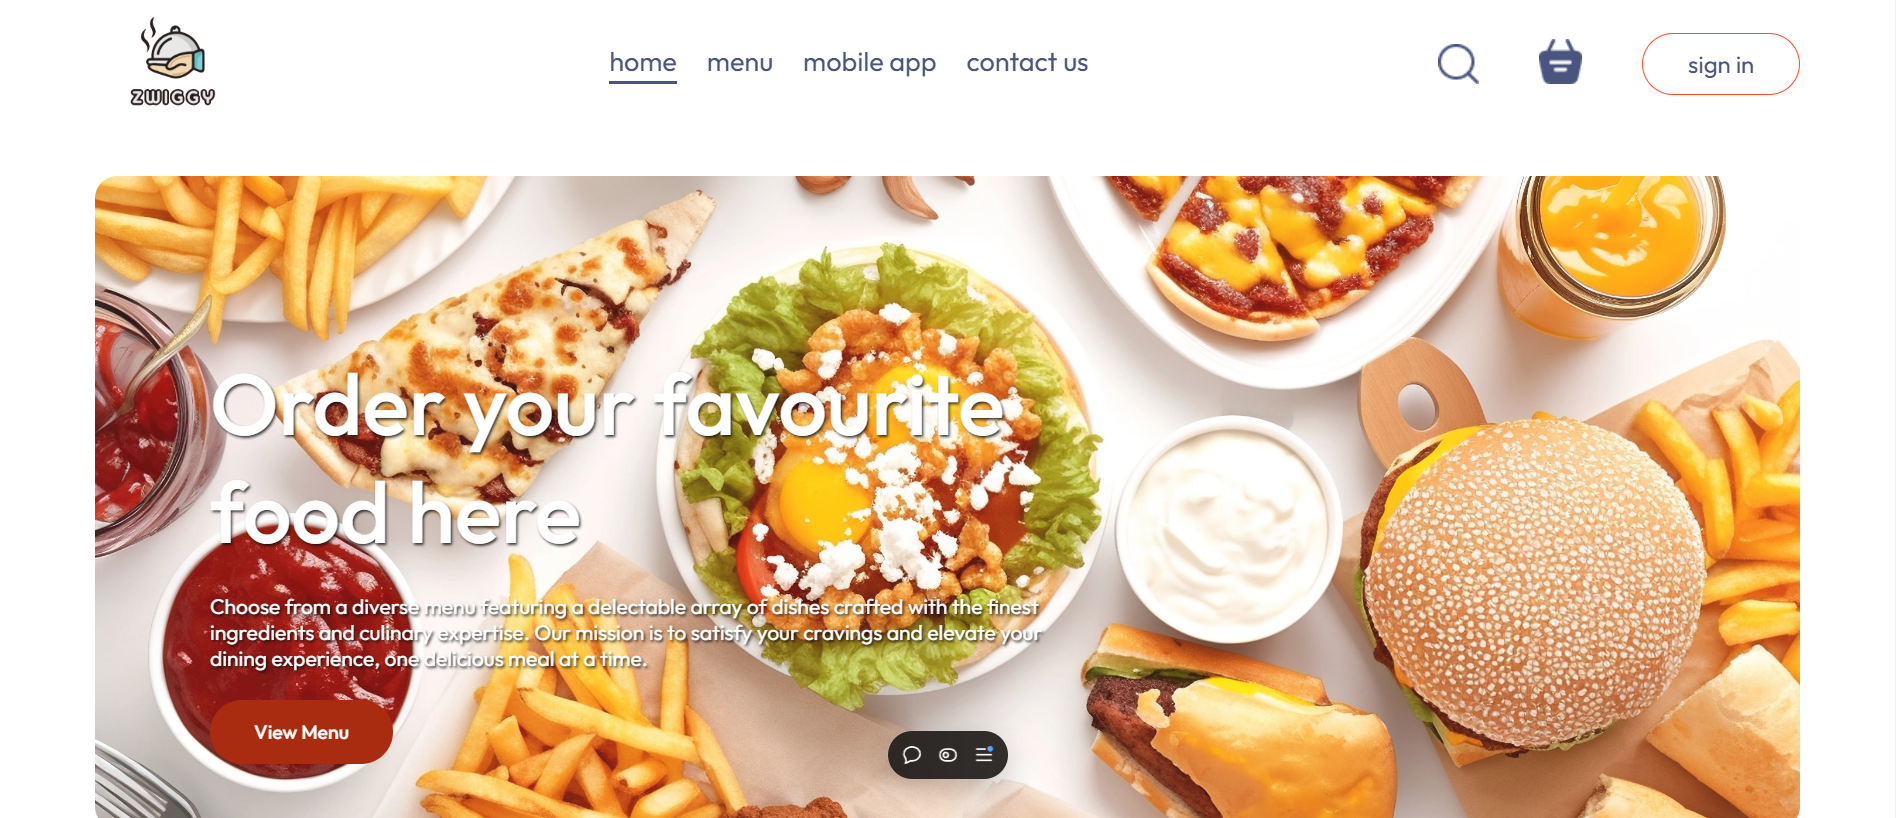 ZWIGGY
home menu mobile app contact us
sign in
Order your favourite
food here
Choose from a diverse menu featuring a delectable array of dishes crafted with the finest
ingredients and culinary expertise. Our mission is to satisfy your cravings and elevate your
dining experience, one delicious meal at a time.
View Menu